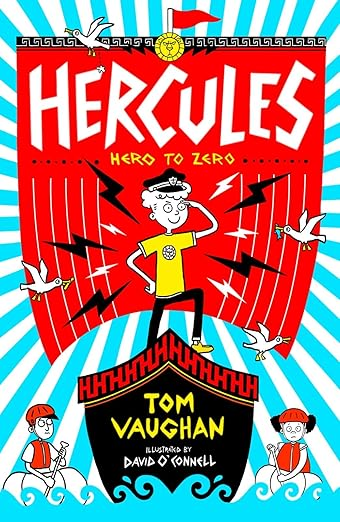 HERCULES
HERO TO ZERO
TOM
VAUGHAN
ILLUSTRATED BY
DAVID O'CONNELL